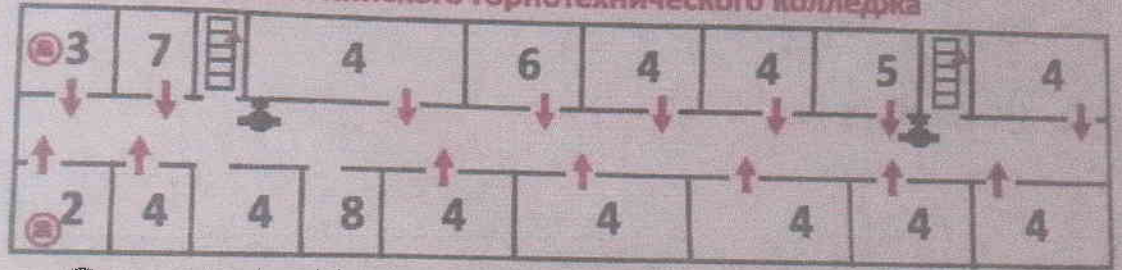 горнотехнического колледжа
3 7 4 6 4 4 5 4
2 4 4 8 4 4 4 4 4